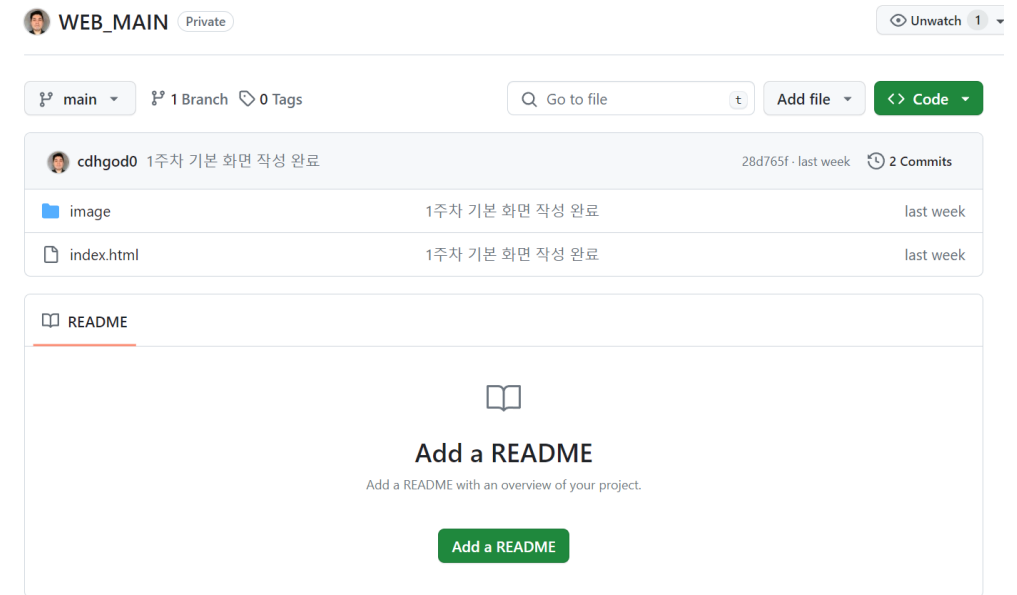 WEB_MAIN Private Unwatch 1
main 1 Branch 0 Tags Go to file t Add file Code
cdhgod0 1주차 기본 화면 작성 완료 28d765f · last week 2 Commits
image 1주차 기본 화면 작성 완료 last week
index.html 1주차 기본 화면 작성 완료 last week
README
Add a README
Add a README with an overview of your project.
Add a README